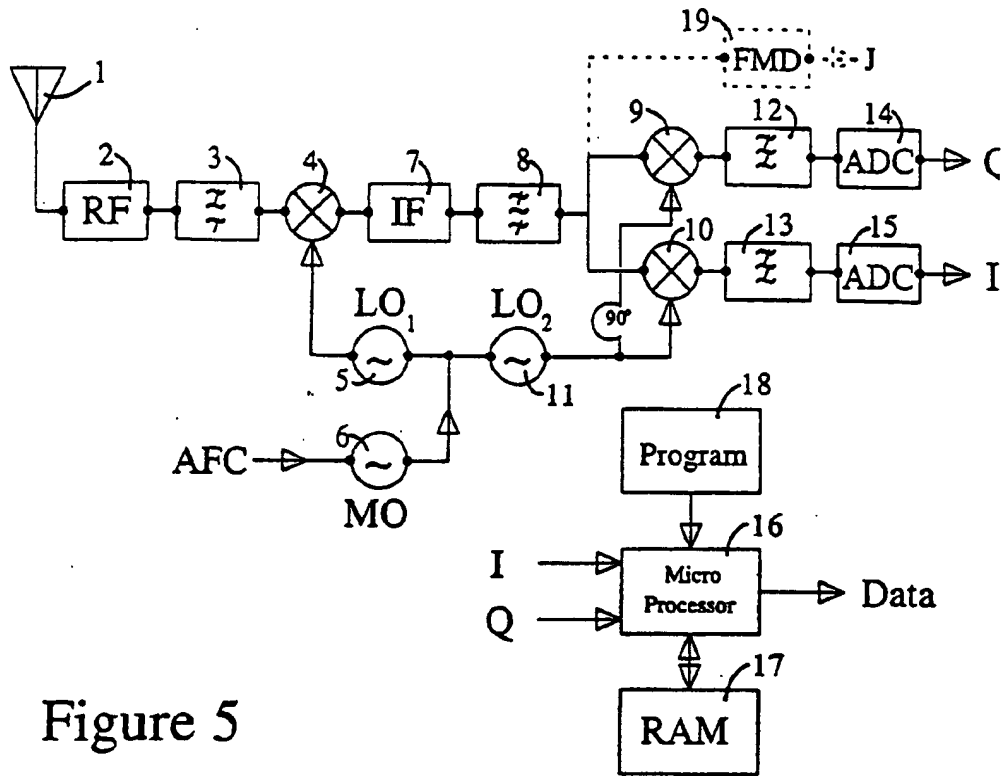 19
FMD
J
1
9
12
14
ADC
Q
2
RF
3
4
7
IF
8
10
13
15
ADC
I
90°
LO1
LO2
5
11
AFC
6
MO
18
Program
16
I
Micro
Processor
Data
Q
17
RAM
Figure 5